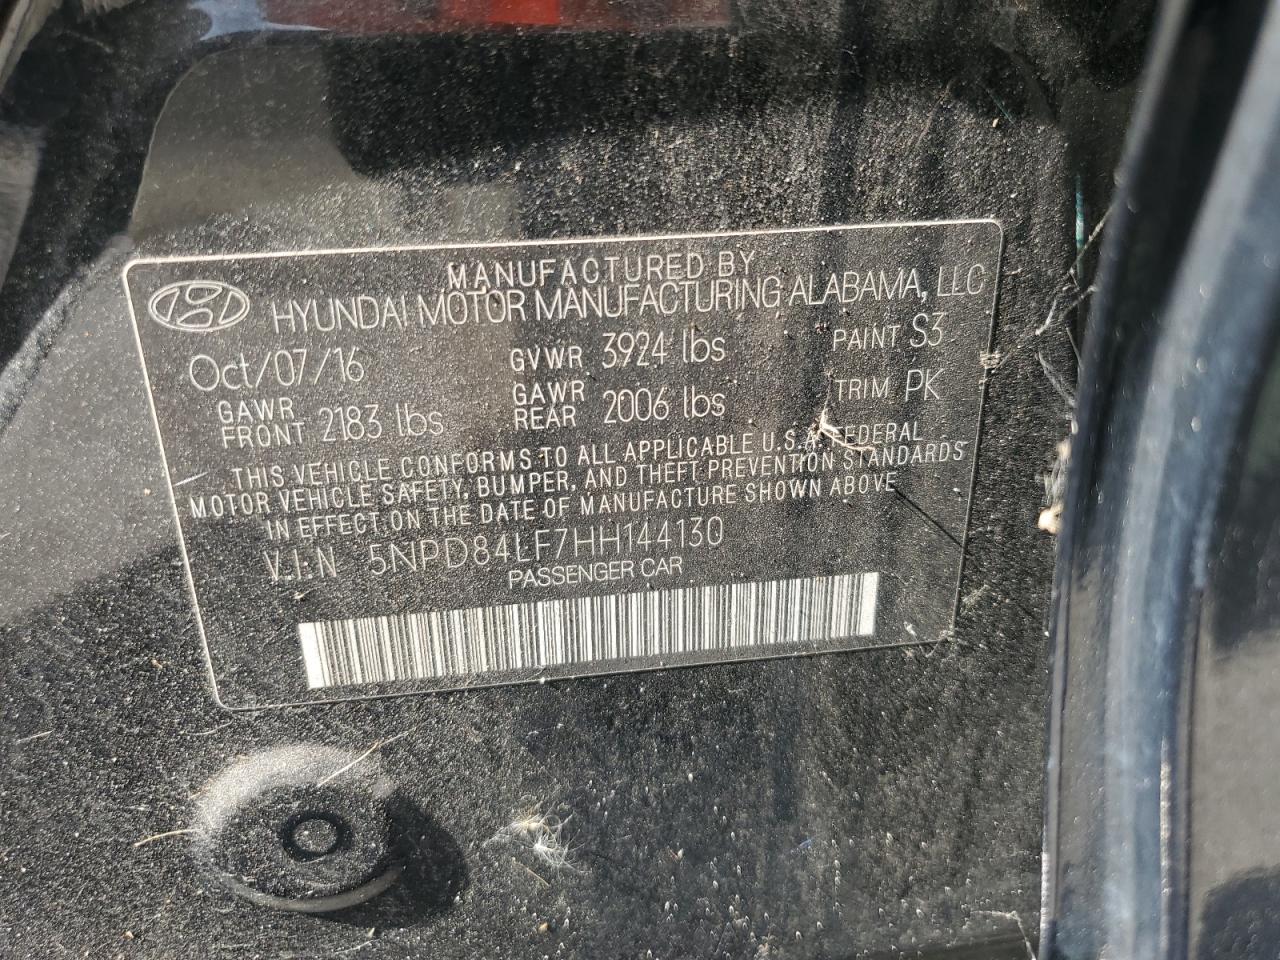 MANUFACTURED BY
HYUNDAI MOTOR MANUFACTURING ALABAMA, LLC
Oct/07/16 GVWR 3924 lbs PAINT S3
GAWR FRONT 2183 lbs GAWR REAR 2006 lbs TRIM PK
THIS VEHICLE CONFORMS TO ALL APPLICABLE U.S.A. FEDERAL
MOTOR VEHICLE SAFETY, BUMPER, AND THEFT PREVENTION STANDARDS
IN EFFECT ON THE DATE OF MANUFACTURE SHOWN ABOVE
V.I.N 5NPD84LF7HH144130
PASSENGER CAR